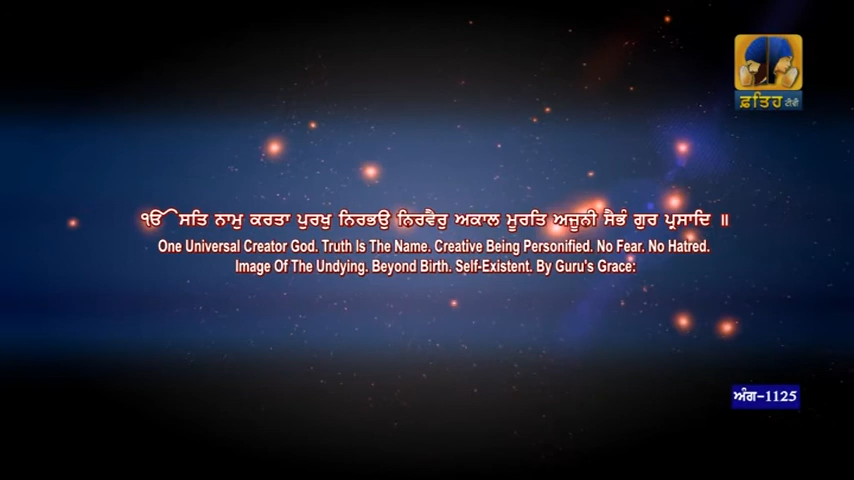 ਫ਼ਤਿਹ ਟੀਵੀ
ੴ ਸਤਿ ਨਾਮੁ ਕਰਤਾ ਪੁਰਖੁ ਨਿਰਭਉ ਨਿਰਵੈਰੁ ਅਕਾਲ ਮੂਰਤਿ ਅਜੂਨੀ ਸੈਭੰ ਗੁਰ ਪ੍ਰਸਾਦਿ ॥
One Universal Creator God. Truth Is The Name. Creative Being Personified. No Fear. No Hatred.
Image Of The Undying. Beyond Birth. Self-Existent. By Guru's Grace:
ਅੰਗ-1125